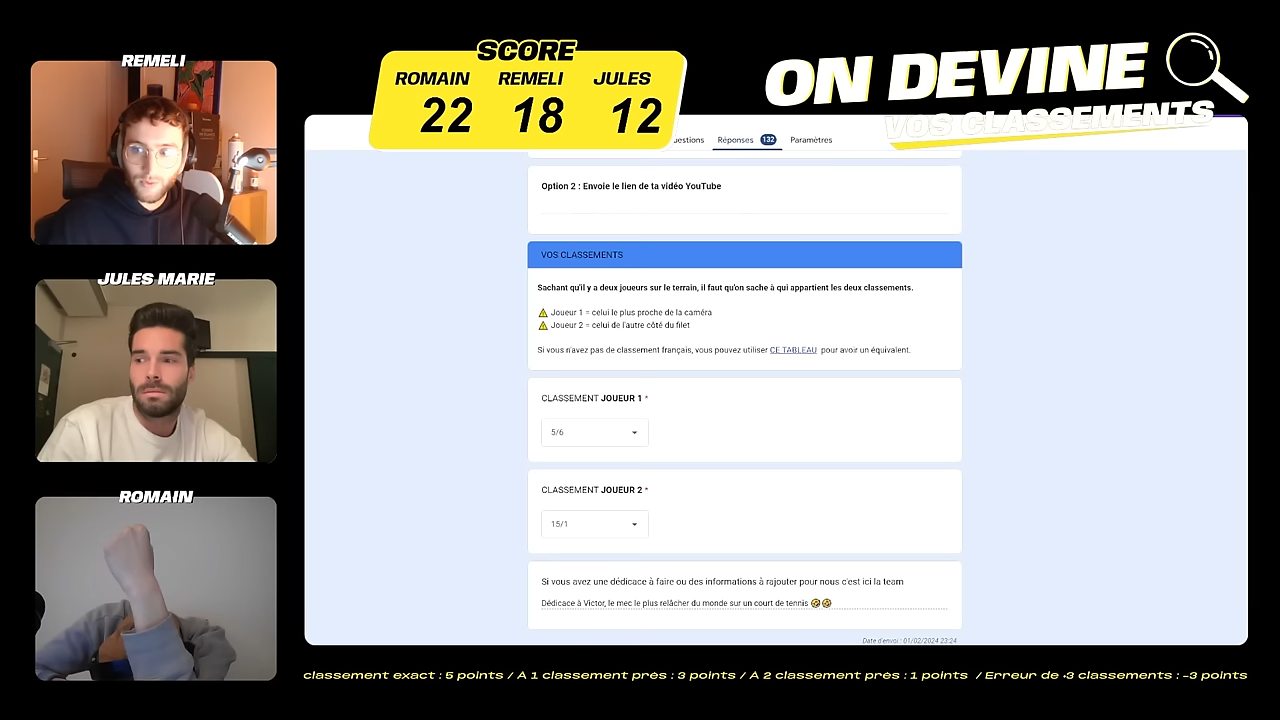 REMELI
SCORE
ROMAIN REMELI JULES
22 18 12
ON DEVINE
VOS CLASSEMENTS
Réponses 132 Paramètres
Option 2 : Envoie le lien de ta vidéo YouTube
VOS CLASSEMENTS
Sachant qu'il y a deux joueurs sur le terrain, il faut qu'on sache à qui appartient les deux classements.
⚠ Joueur 1 = celui le plus proche de la caméra
⚠ Joueur 2 = celui de l'autre côté du filet
Si vous n'avez pas de classement français, vous pouvez utiliser CE TABLEAU pour avoir un équivalent.
CLASSEMENT JOUEUR 1 *
5/6
CLASSEMENT JOUEUR 2 *
15/1
Si vous avez une dédicace à faire ou des informations à rajouter pour nous c'est ici la team
Dédicace à Victor, le mec le plus relâcher du monde sur un court de tennis 🤣🤣
Date d'envoi : 01/02/2024 23:24
JULES MARIE
ROMAIN
classement exact : 5 points / À 1 classement près : 3 points / À 2 classement près : 1 points / Erreur de +3 classements : -3 points